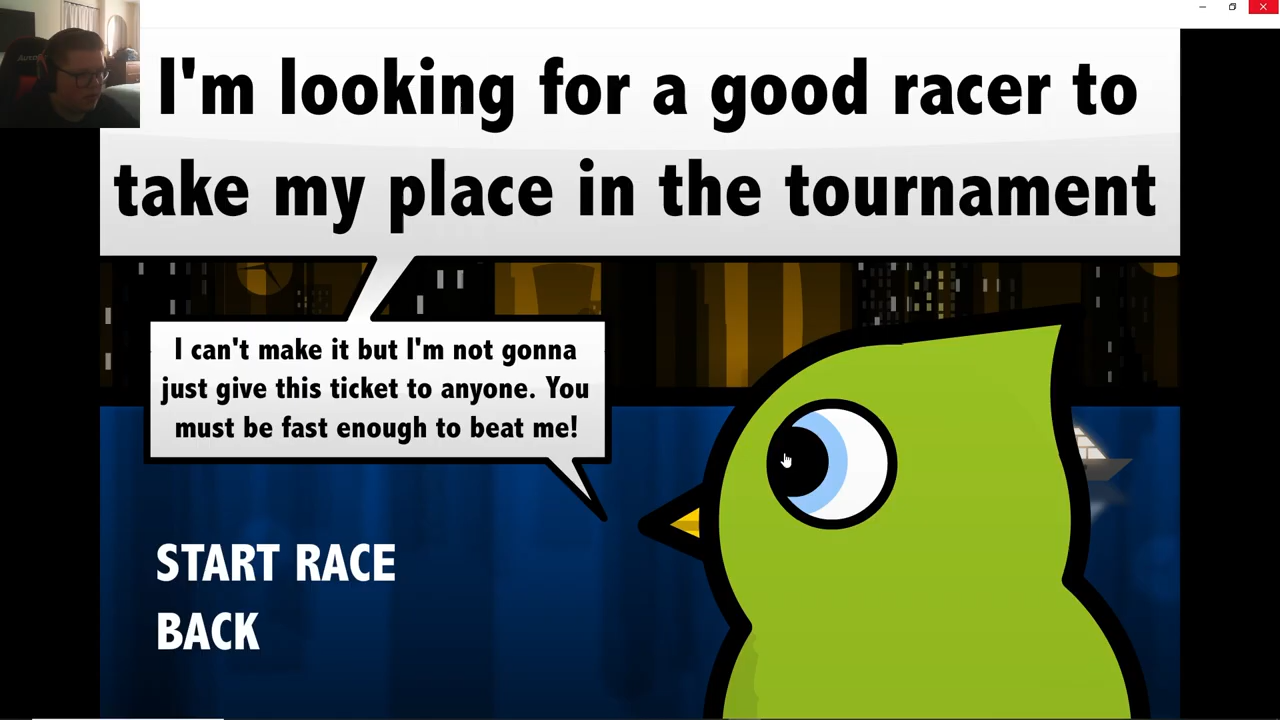 I'm looking for a good racer to
take my place in the tournament
I can't make it but I'm not gonna
just give this ticket to anyone. You
must be fast enough to beat me!
START RACE
BACK